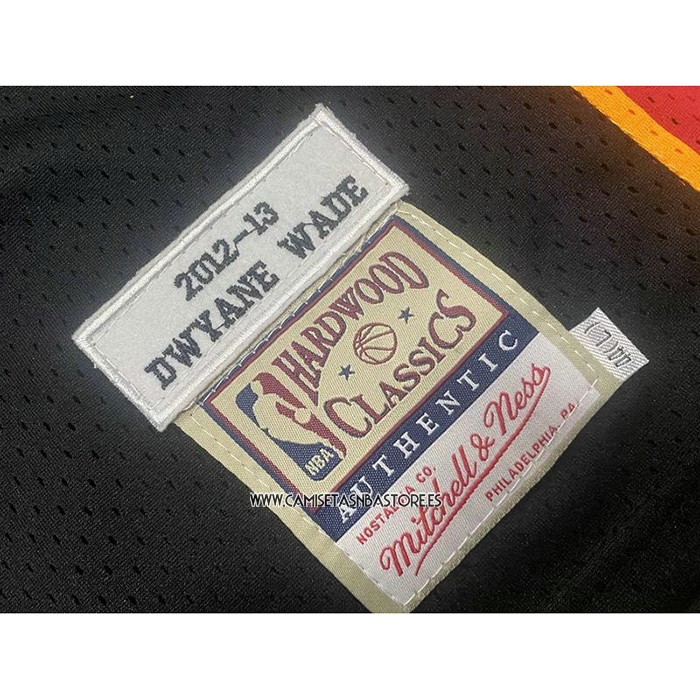 2012-13
DWYANE WADE
HARDWOOD
CLASSICS
NBA
AUTHENTIC
NOSTALGIA CO.
Mitchell & Ness
PHILADELPHIA, PA.
WWW.CAMISETASNBASTORE.ES